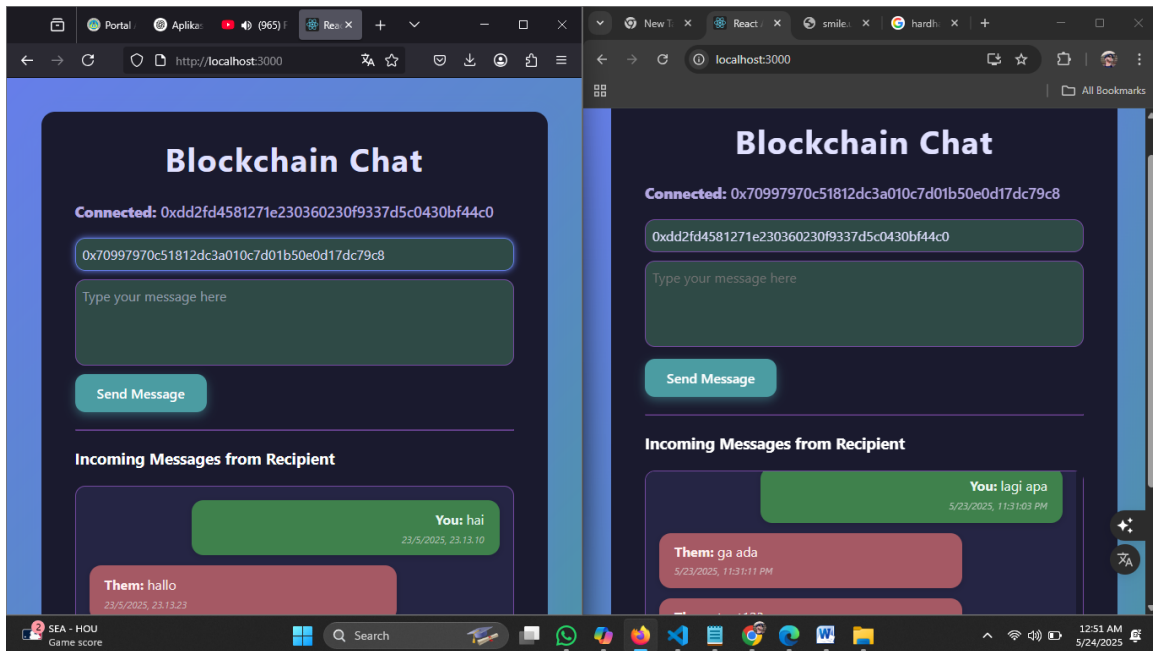 Portal
Aplikas
(965) F
Rea
http://localhost:3000
Blockchain Chat
Connected: 0xdd2fd4581271e230360230f9337d5c0430bf44c0
0x70997970c51812dc3a010c7d01b50e0d17dc79c8
Type your message here
Send Message
Incoming Messages from Recipient
You: hai
23/5/2025, 23.13.10
Them: hallo
23/5/2025, 23.13.23
New T
React
smile.
hardh
localhost:3000
All Bookmarks
Blockchain Chat
Connected: 0x70997970c51812dc3a010c7d01b50e0d17dc79c8
0xdd2fd4581271e230360230f9337d5c0430bf44c0
Type your message here
Send Message
Incoming Messages from Recipient
You: lagi apa
5/23/2025, 11:31:03 PM
Them: ga ada
5/23/2025, 11:31:11 PM
2
SEA - HOU
Game score
Search
12:51 AM
5/24/2025